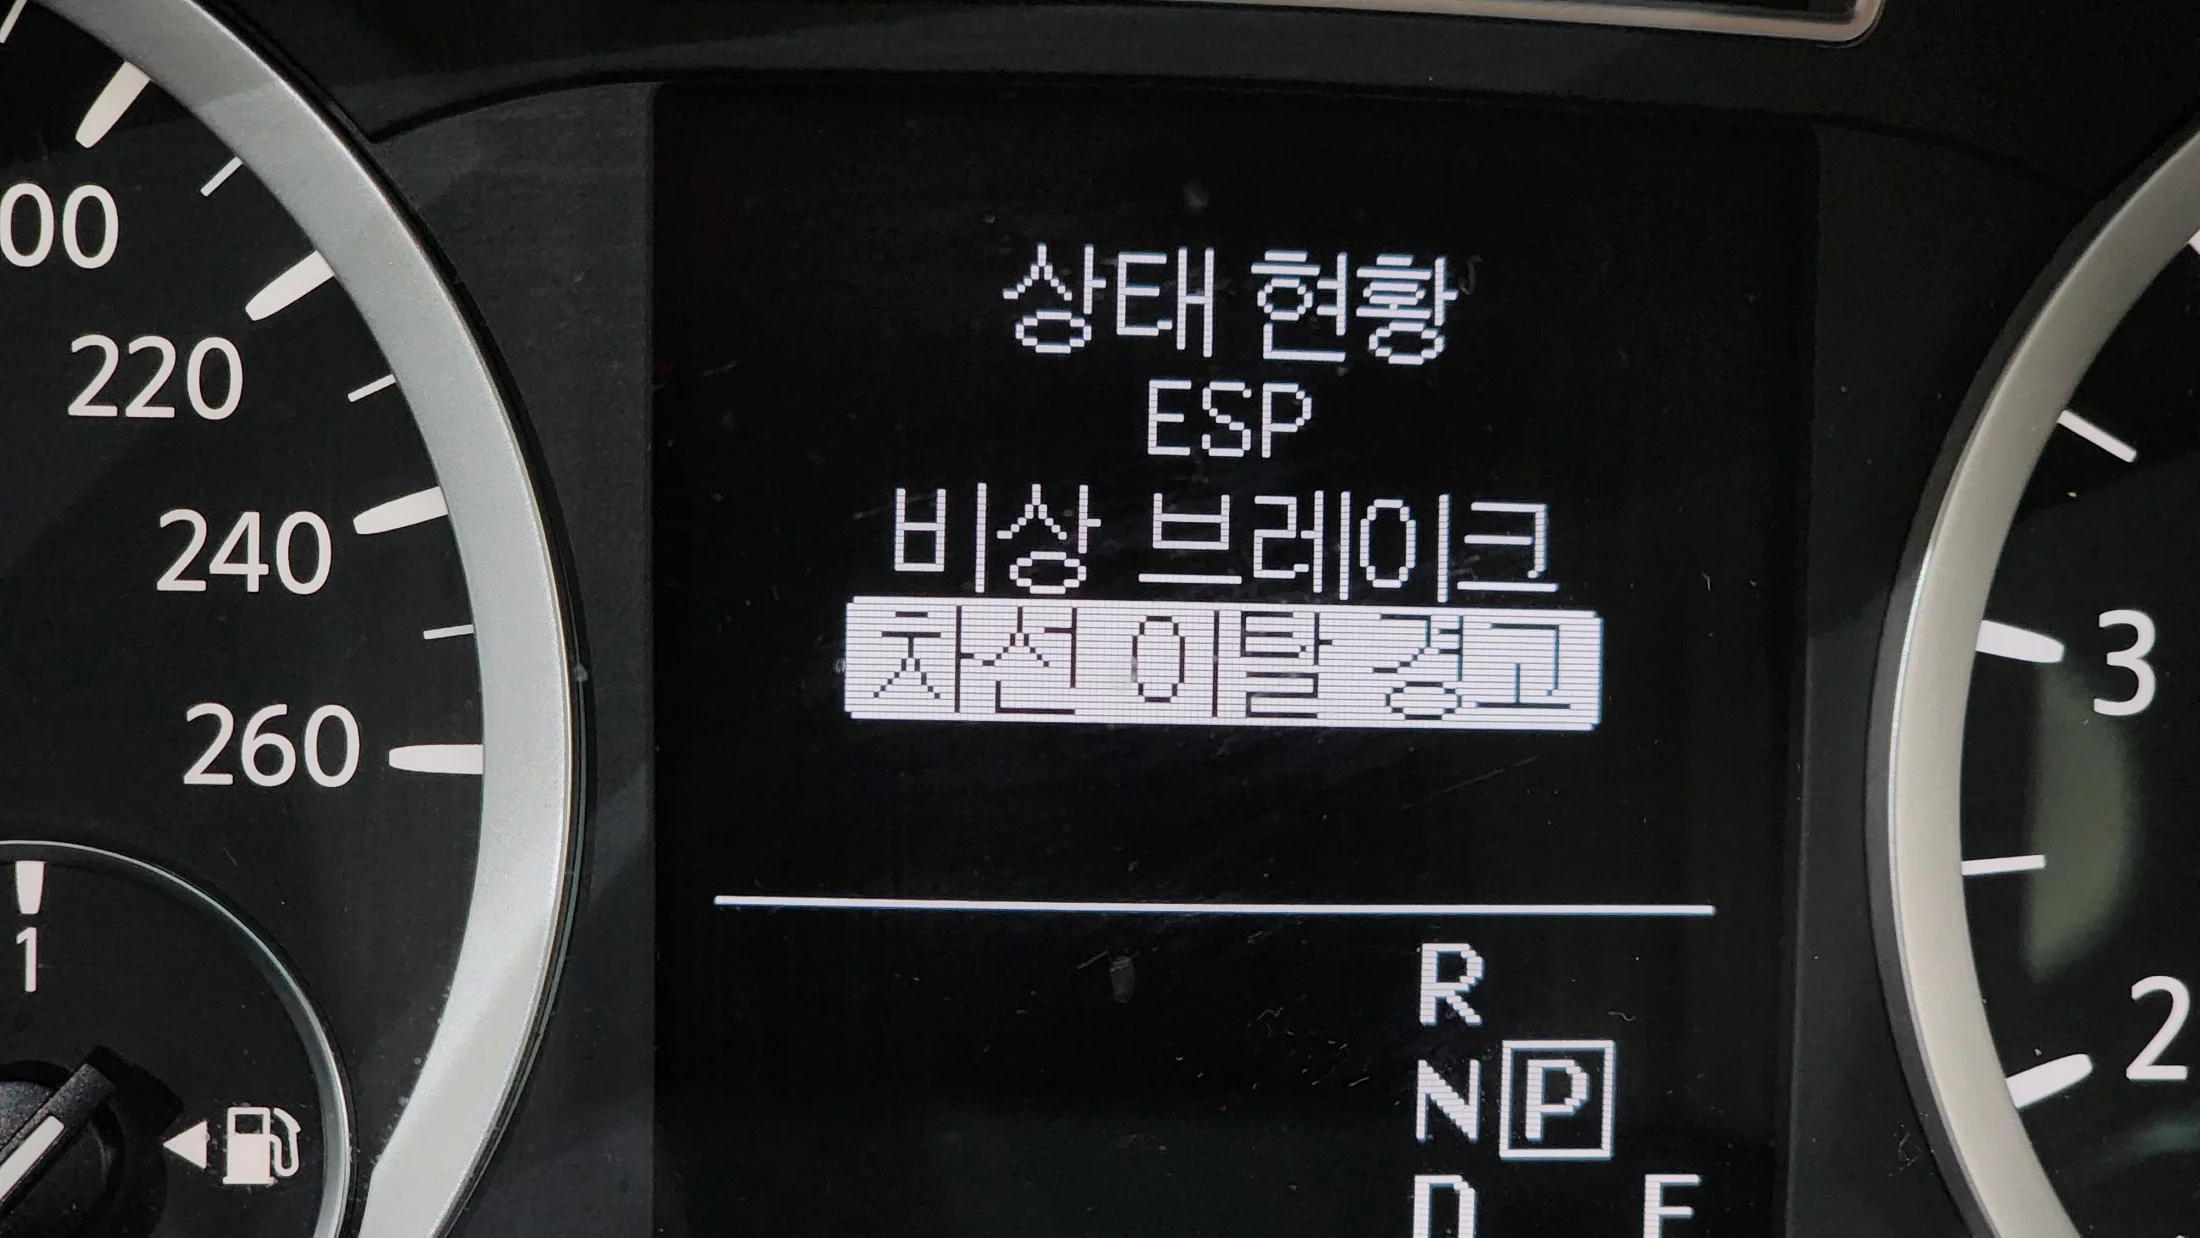 00
220
240
260
1
상태 현황
ESP
비상 브레이크
차선 이탈 경고
R
N P
D E
3
2